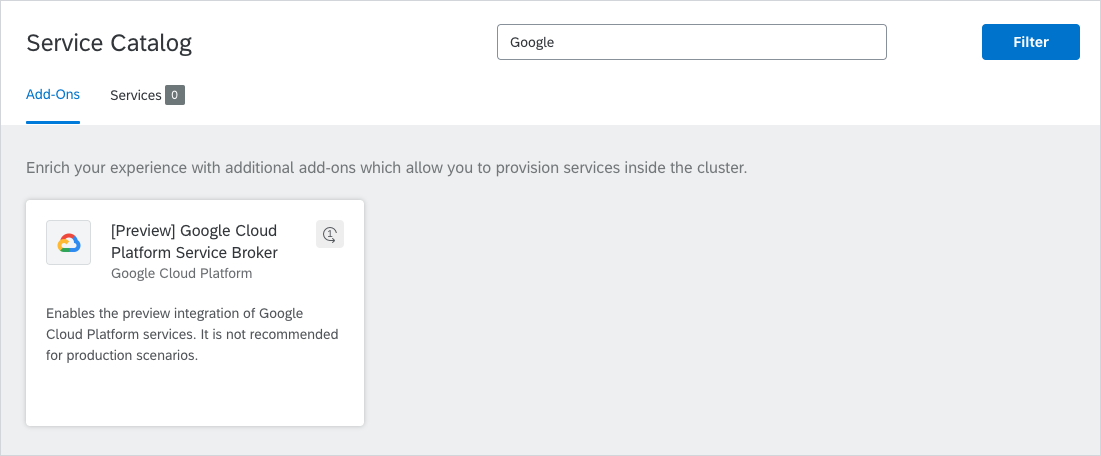 Service Catalog
Google
Filter
Add-Ons
Services 0
Enrich your experience with additional add-ons which allow you to provision services inside the cluster.
[Preview] Google Cloud
Platform Service Broker
Google Cloud Platform
1
Enables the preview integration of Google
Cloud Platform services. It is not recommended
for production scenarios.